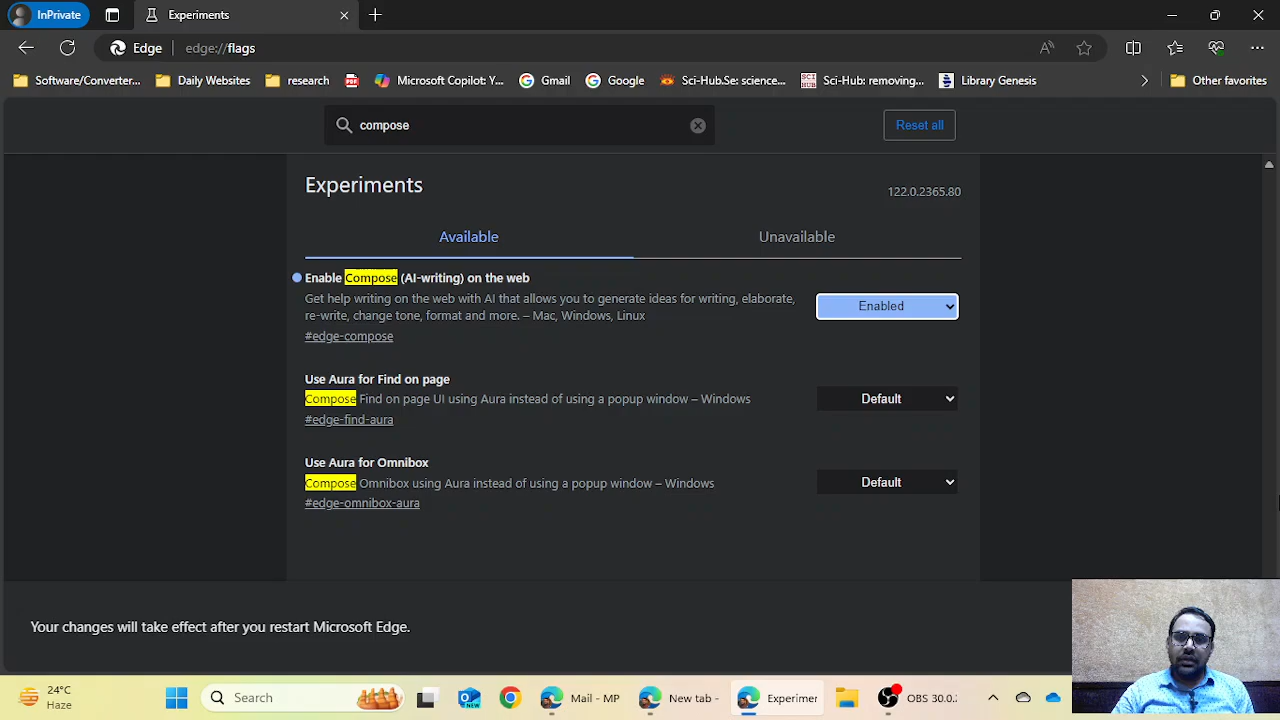 InPrivate
Experiments
Edge
edge://flags
Software/Converter...
Daily Websites
research
PDF
Microsoft Copilot: Y...
Gmail
Google
Sci-Hub.Se: science...
SCI HUB
Sci-Hub: removing...
Library Genesis
Other favorites
compose
Reset all
Experiments
122.0.2365.80
Available
Unavailable
Enable Compose (AI-writing) on the web
Get help writing on the web with AI that allows you to generate ideas for writing, elaborate,
re-write, change tone, format and more. – Mac, Windows, Linux
#edge-compose
Enabled
Use Aura for Find on page
Compose Find on page UI using Aura instead of using a popup window – Windows
#edge-find-aura
Default
Use Aura for Omnibox
Compose Omnibox using Aura instead of using a popup window – Windows
#edge-omnibox-aura
Default
Your changes will take effect after you restart Microsoft Edge.
24°C
Haze
Search
NEW
Mail - MP
New tab -
Experimer
OBS 30.0.